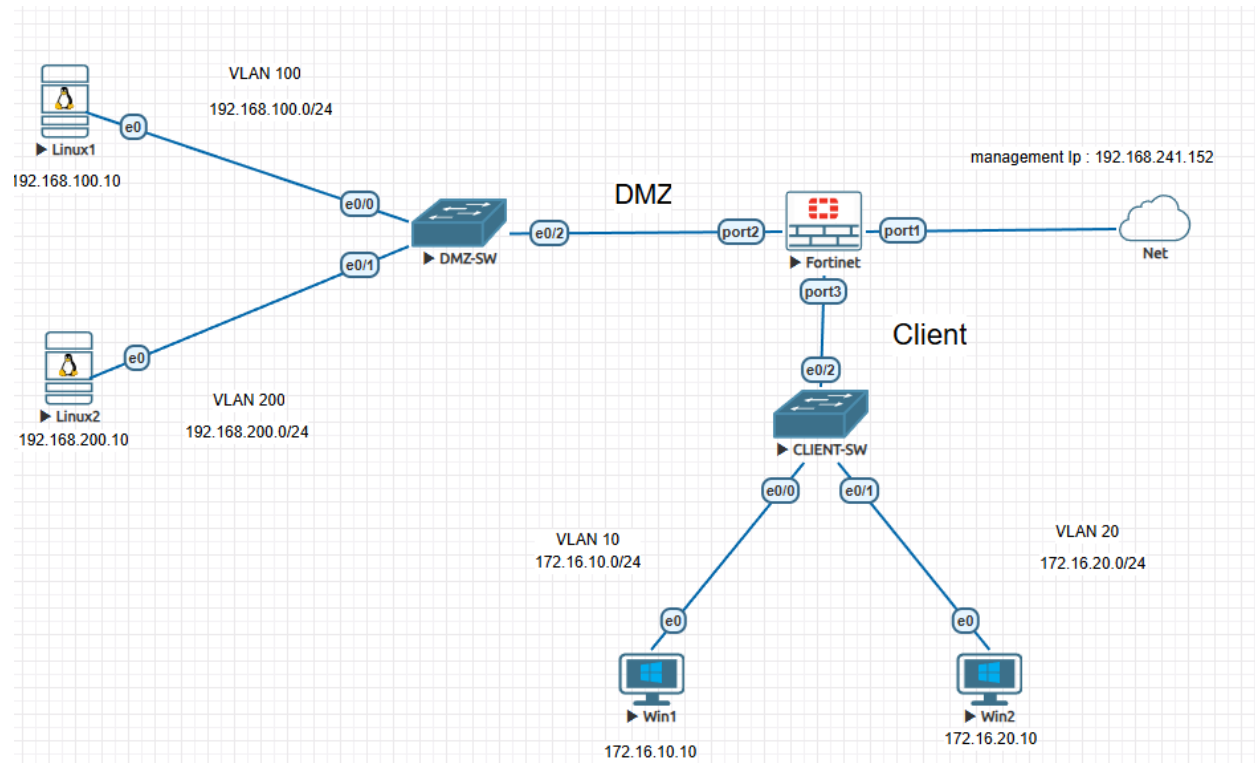 VLAN 100
192.168.100.0/24
e0
Linux1
192.168.100.10
e0/0
DMZ
management Ip : 192.168.241.152
e0/2
port2
port1
DMZ-SW
Fortinet
Net
e0/1
port3
Client
e0
VLAN 200
Linux2
192.168.200.10
192.168.200.0/24
e0/2
CLIENT-SW
e0/0
e0/1
VLAN 10
172.16.10.0/24
VLAN 20
172.16.20.0/24
e0
e0
Win1
Win2
172.16.10.10
172.16.20.10